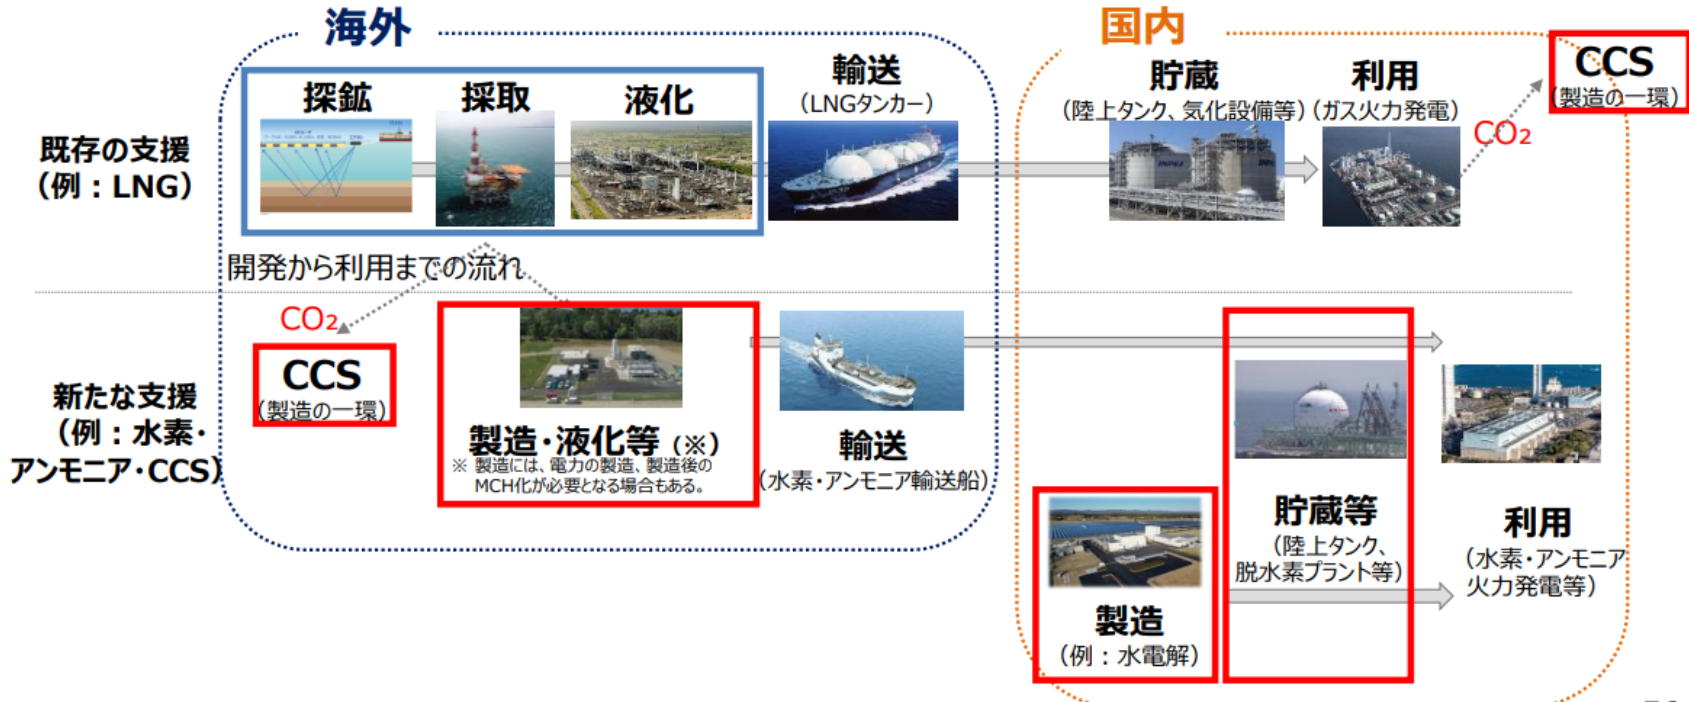 海外
国内
既存の支援
（例：LNG）
探鉱
採取
液化
輸送
（LNGタンカー）
貯蔵
（陸上タンク、気化設備等）
利用
（ガス火力発電）
CCS
（製造の一環）
CO₂
INPEX
開発から利用までの流れ
新たな支援
（例：水素・
アンモニア・CCS）
CO₂
CCS
（製造の一環）
製造・液化等（※）
※ 製造には、電力の製造、製造後の
MCH化が必要となる場合もある。
輸送
（水素・アンモニア輸送船）
製造
（例：水電解）
貯蔵等
（陸上タンク、
脱水素プラント等）
利用
（水素・アンモニア
火力発電等）